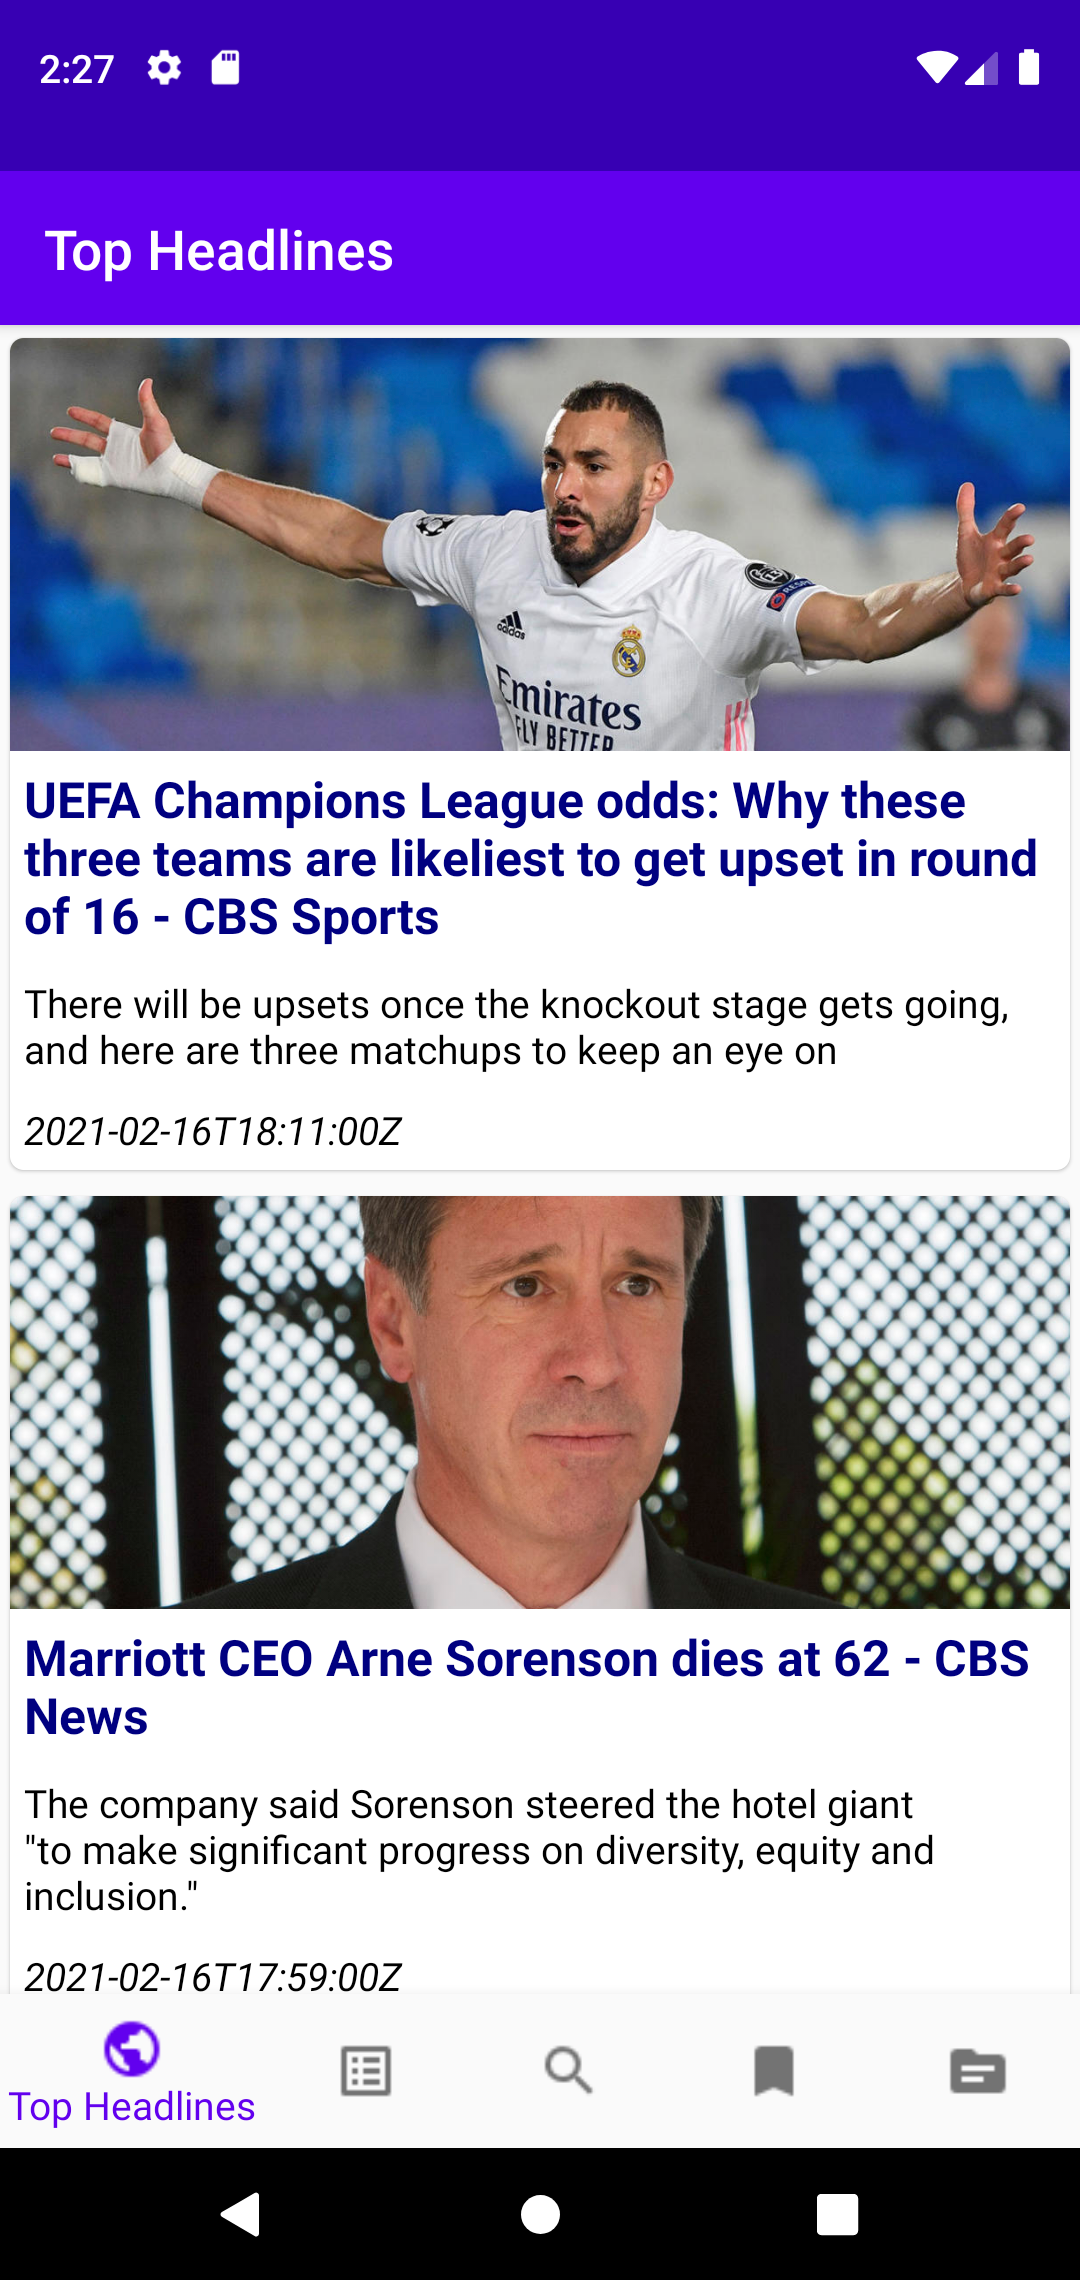 2:27
Top Headlines
adidas
Emirates
FLY BETTER
UEFA Champions League odds: Why these
three teams are likeliest to get upset in round
of 16 - CBS Sports
There will be upsets once the knockout stage gets going,
and here are three matchups to keep an eye on
2021-02-16T18:11:00Z
Marriott CEO Arne Sorenson dies at 62 - CBS
News
The company said Sorenson steered the hotel giant
"to make significant progress on diversity, equity and
inclusion."
2021-02-16T17:59:00Z
Top Headlines